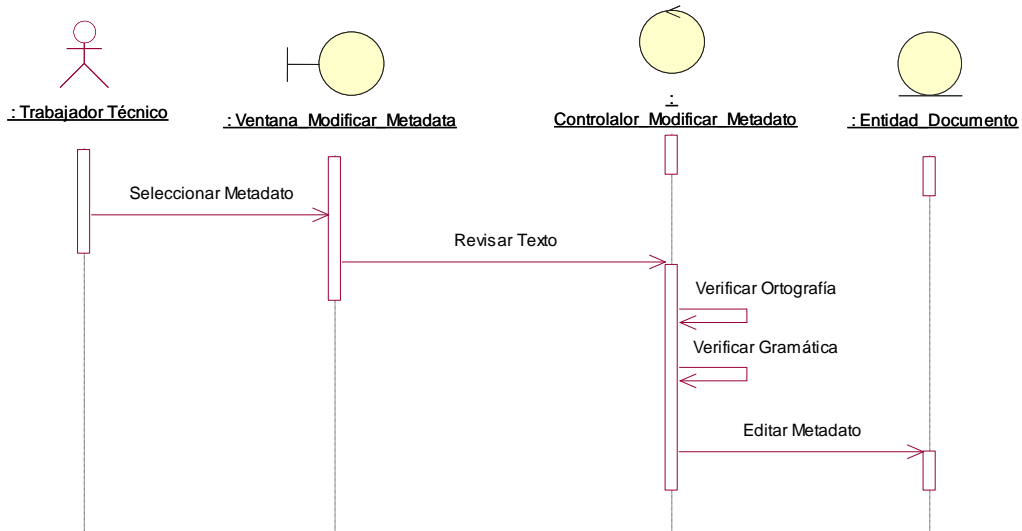 : Trabajador Técnico
: Ventana_Modificar_Metadata
:
Controlalor_Modificar_Metadato
: Entidad_Documento
Seleccionar Metadato
Revisar Texto
Verificar Ortografía
Verificar Gramática
Editar Metadato